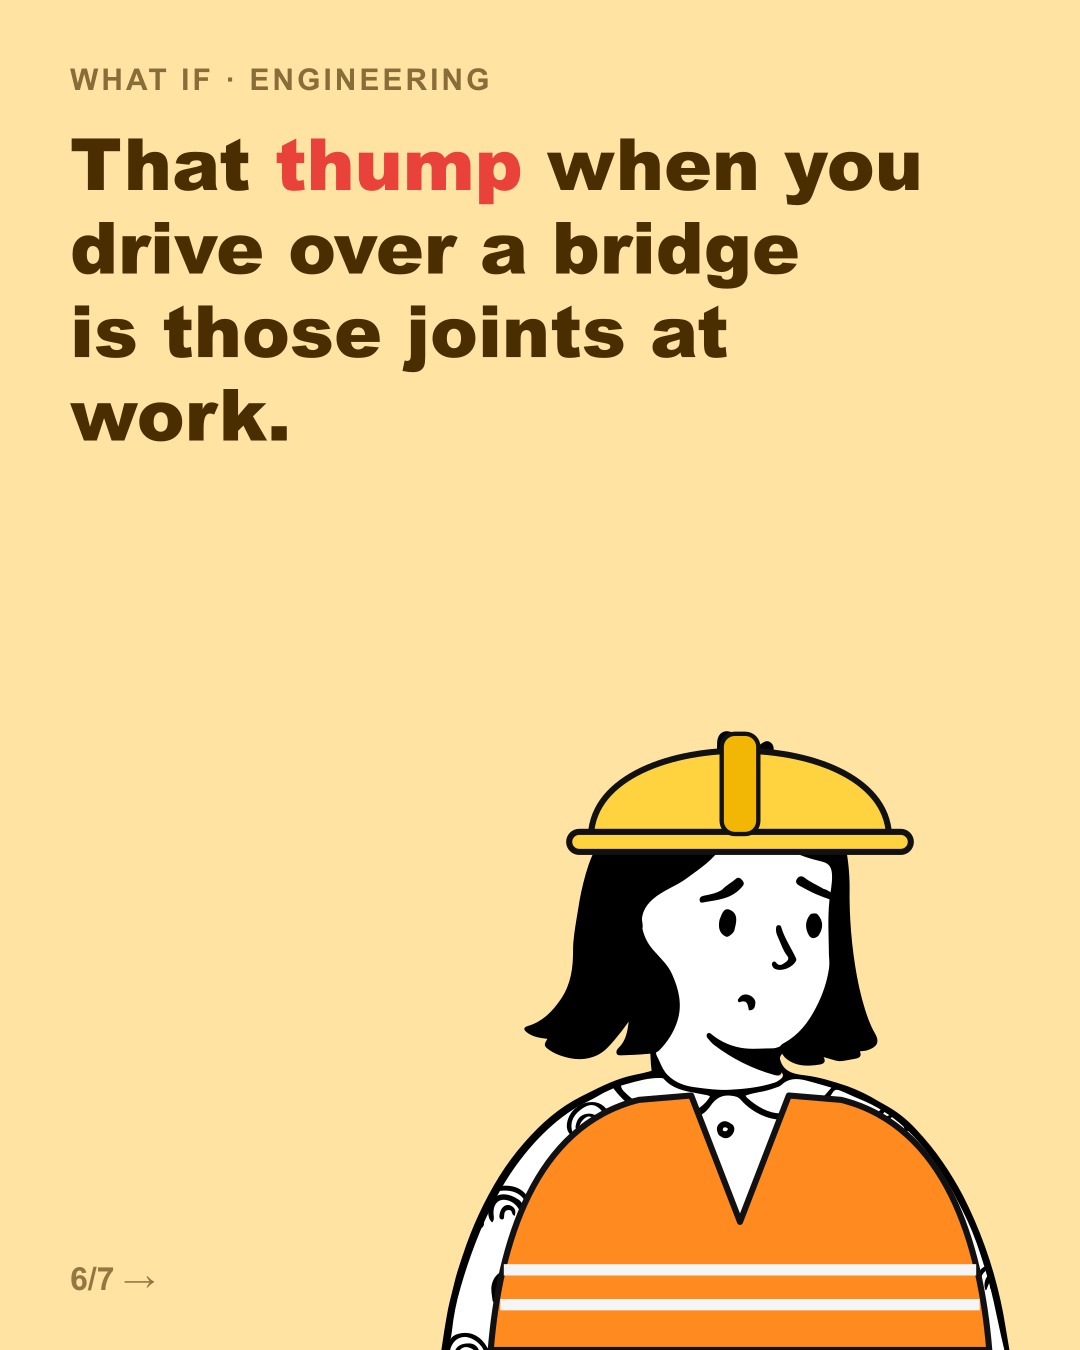 WHAT IF · ENGINEERING
That thump when you
drive over a bridge
is those joints at
work.
6/7 →